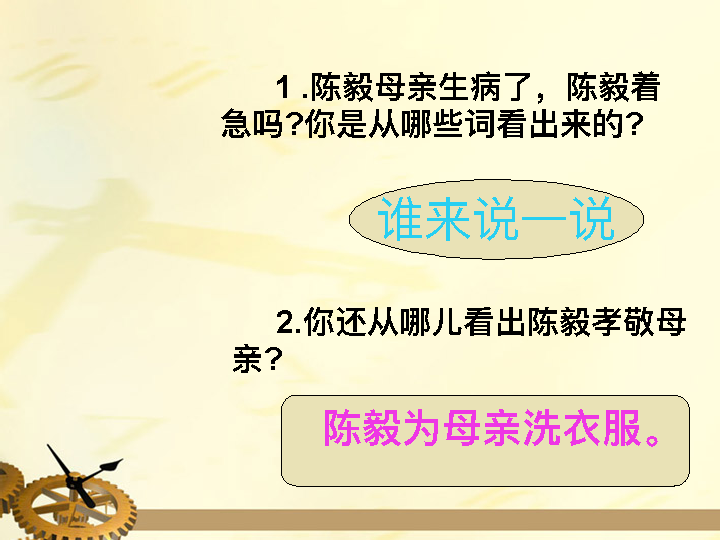 1 .陈毅母亲生病了，陈毅着
急吗?你是从哪些词看出来的?
谁来说一说
2.你还从哪儿看出陈毅孝敬母
亲?
陈毅为母亲洗衣服。